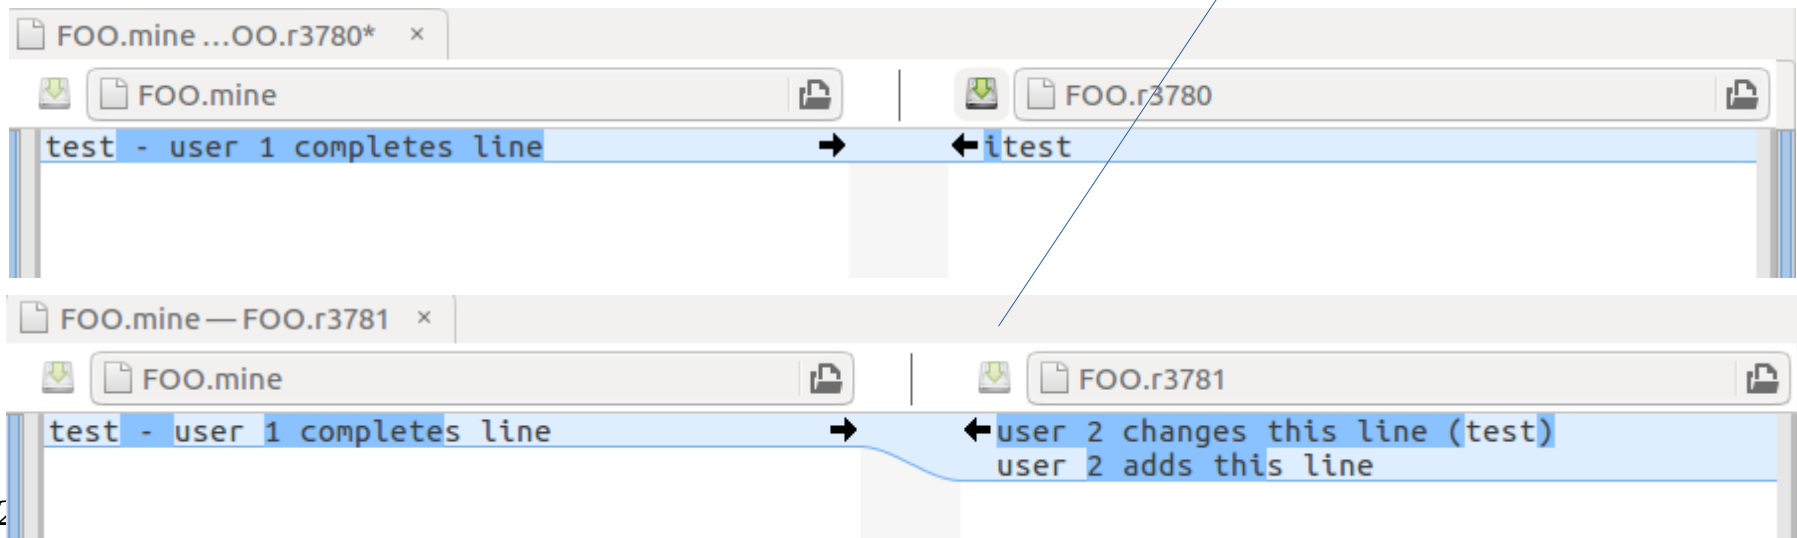 FOO.mine ...OO.r3780* ×
FOO.mine FOO.r3780
test - user 1 completes line itest
FOO.mine — FOO.r3781 ×
FOO.mine FOO.r3781
test - user 1 completes line user 2 changes this line (test)
user 2 adds this line